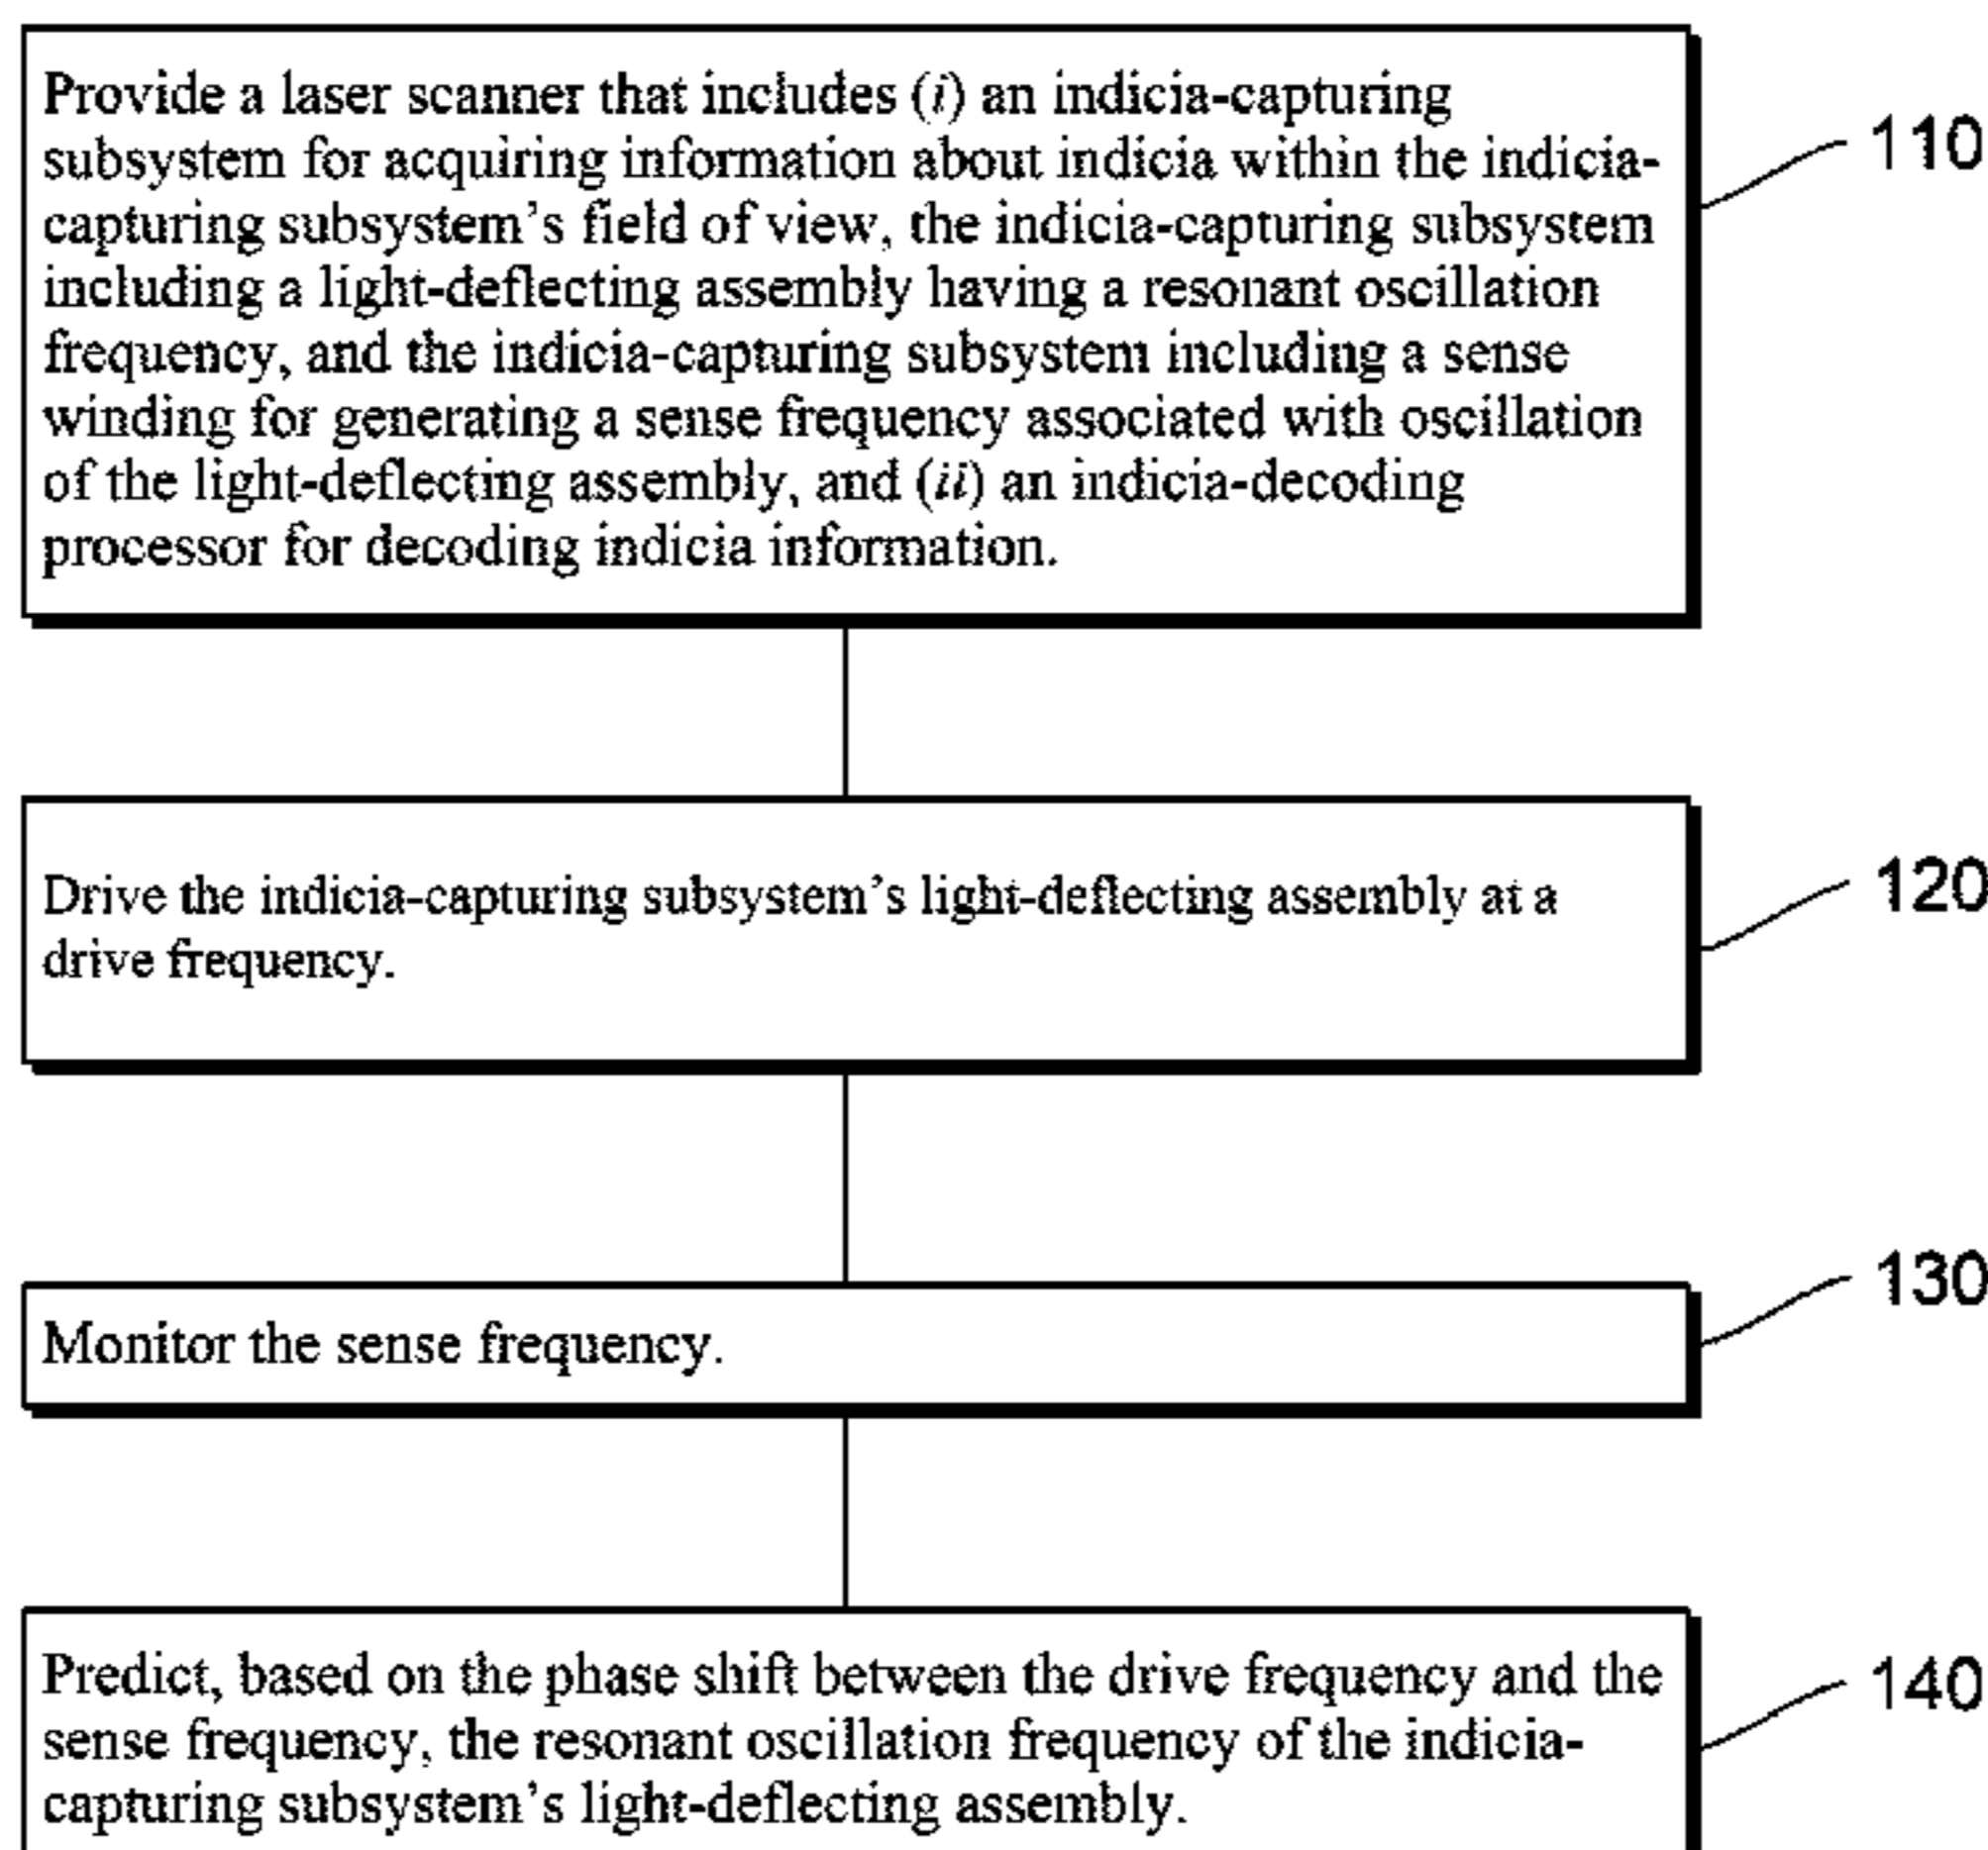 Provide a laser scanner that includes (i) an indicia-capturing
subsystem for acquiring information about indicia within the indicia-
capturing subsystem's field of view, the indicia-capturing subsystem
including a light-deflecting assembly having a resonant oscillation
frequency, and the indicia-capturing subsystem including a sense
winding for generating a sense frequency associated with oscillation
of the light-deflecting assembly, and (ii) an indicia-decoding
processor for decoding indicia information.
110
Drive the indicia-capturing subsystem's light-deflecting assembly at a
drive frequency.
120
Monitor the sense frequency.
130
Predict, based on the phase shift between the drive frequency and the
sense frequency, the resonant oscillation frequency of the indicia-
capturing subsystem's light-deflecting assembly.
140